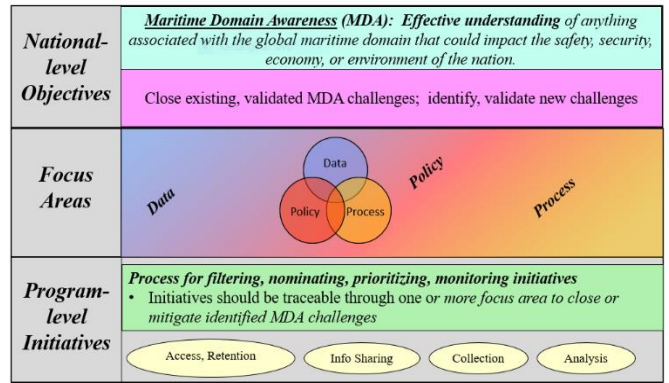 National-
level
Objectives
Maritime Domain Awareness (MDA): Effective understanding of anything
associated with the global maritime domain that could impact the safety, security,
economy, or environment of the nation.
Close existing, validated MDA challenges; identify, validate new challenges
Focus
Areas
Data
Data
Policy
Process
Policy
Process
Program-
level
Initiatives
Process for filtering, nominating, prioritizing, monitoring initiatives
• Initiatives should be traceable through one or more focus area to close or
mitigate identified MDA challenges
Access, Retention
Info Sharing
Collection
Analysis